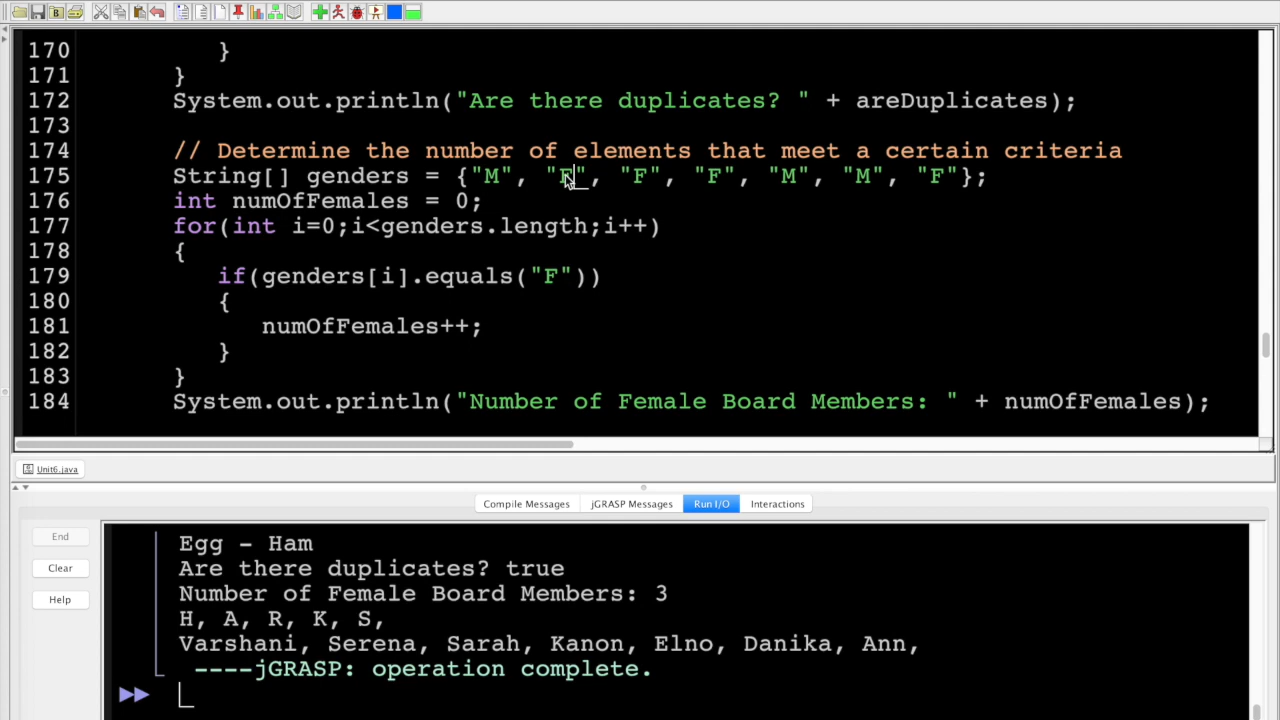 170 }
171 }
172 System.out.println("Are there duplicates? " + areDuplicates);
173
174 // Determine the number of elements that meet a certain criteria
175 String[] genders = {"M", "F", "F", "F", "M", "M", "F"};
176 int numOfFemales = 0;
177 for(int i=0;i<genders.length;i++)
178 {
179 if(genders[i].equals("F"))
180 {
181 numOfFemales++;
182 }
183 }
184 System.out.println("Number of Female Board Members: " + numOfFemales);
Unit6.java
Compile Messages jGRASP Messages Run I/O Interactions
End
Clear
Help
Egg - Ham
Are there duplicates? true
Number of Female Board Members: 3
H, A, R, K, S,
Varshani, Serena, Sarah, Kanon, Elno, Danika, Ann,
----jGRASP: operation complete.